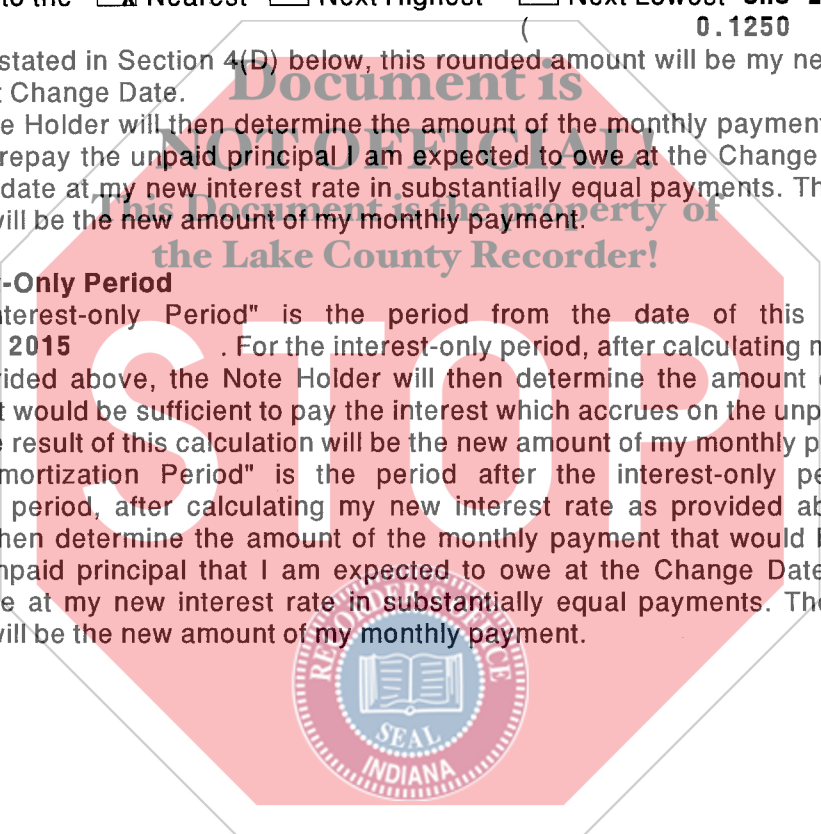 to the Nearest Next Highest Next Lowest One
( 0.1250
stated in Section 4(D) below, this rounded amount will be my ne
t Change Date.
Document is
e Holder will then determine the amount of the monthly payment
NOT OFFICIAL!
repay the unpaid principal I am expected to owe at the Change
date at my new interest rate in substantially equal payments. Th
This Document is the property of
will be the new amount of my monthly payment.
the Lake County Recorder!
-Only Period
nterest-only Period" is the period from the date of this
2015 . For the interest-only period, after calculating m
vided above, the Note Holder will then determine the amount
t would be sufficient to pay the interest which accrues on the unp
e result of this calculation will be the new amount of my monthly p
mortization Period" is the period after the interest-only pe
period, after calculating my new interest rate as provided ab
hen determine the amount of the monthly payment that would b
npaid principal that I am expected to owe at the Change Date
e at my new interest rate in substantially equal payments. The
will be the new amount of my monthly payment.
STOP
RECORDER'S OFFICE
SEAL
INDIANA